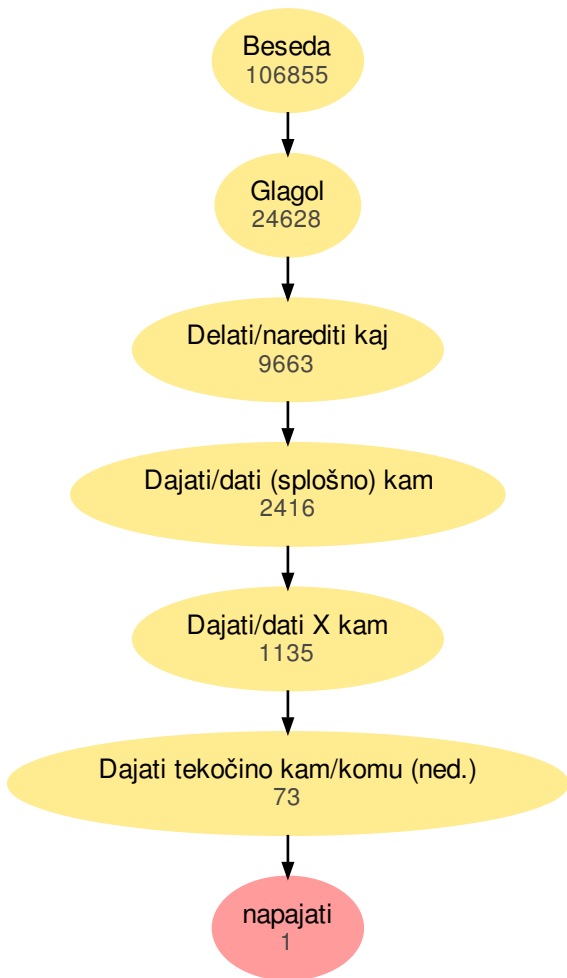 Beseda
106855
Glagol
24628
Delati/narediti kaj
9663
Dajati/dati (splošno) kam
2416
Dajati/dati X kam
1135
Dajati tekočino kam/komu (ned.)
73
napajati
1